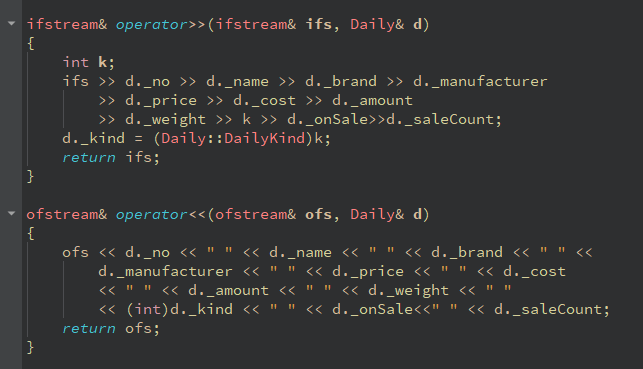 ifstream& operator>>(ifstream& ifs, Daily& d)
{
    int k;
    ifs >> d._no >> d._name >> d._brand >> d._manufacturer
        >> d._price >> d._cost >> d._amount
        >> d._weight >> k >> d._onSale>>d._saleCount;
    d._kind = (Daily::DailyKind)k;
    return ifs;
}
ofstream& operator<<(ofstream& ofs, Daily& d)
{
    ofs << d._no << " " << d._name << " " << d._brand << " " <<
        d._manufacturer << " " << d._price << " " << d._cost
        << " " << d._amount << " " << d._weight << " "
        << (int)d._kind << " " << d._onSale<<" " << d._saleCount;
    return ofs;
}